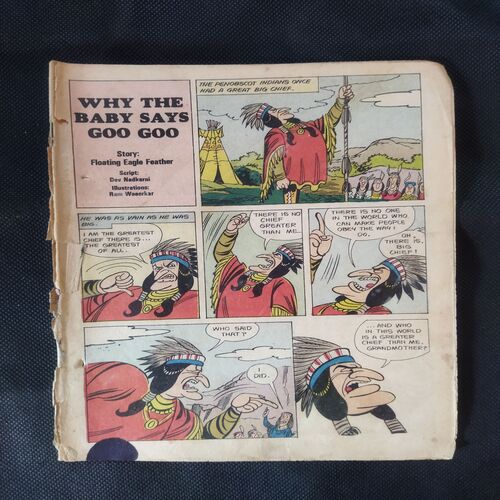 WHY THE
BABY SAYS
GOO GOO
Story:
Floating Eagle Feather
Script:
Dev Nadkarni
Illustrations:
Ram Waeerkar
THE PENOBSCOT INDIANS ONCE
HAD A GREAT BIG CHIEF.
HE WAS AS VAIN AS HE WAS
BIG.
I AM THE GREATEST
CHIEF THERE IS...
THE GREATEST
OF ALL.
THERE IS NO
CHIEF
GREATER
THAN ME.
THERE IS NO ONE
IN THE WORLD WHO
CAN MAKE PEOPLE
OBEY THE WAY I
DO.
OH,
THERE IS,
BIG
CHIEF!
WHO SAID
THAT?
I
DID.
...AND WHO
IN THIS WORLD
IS A GREATER
CHIEF THAN ME,
GRANDMOTHER?